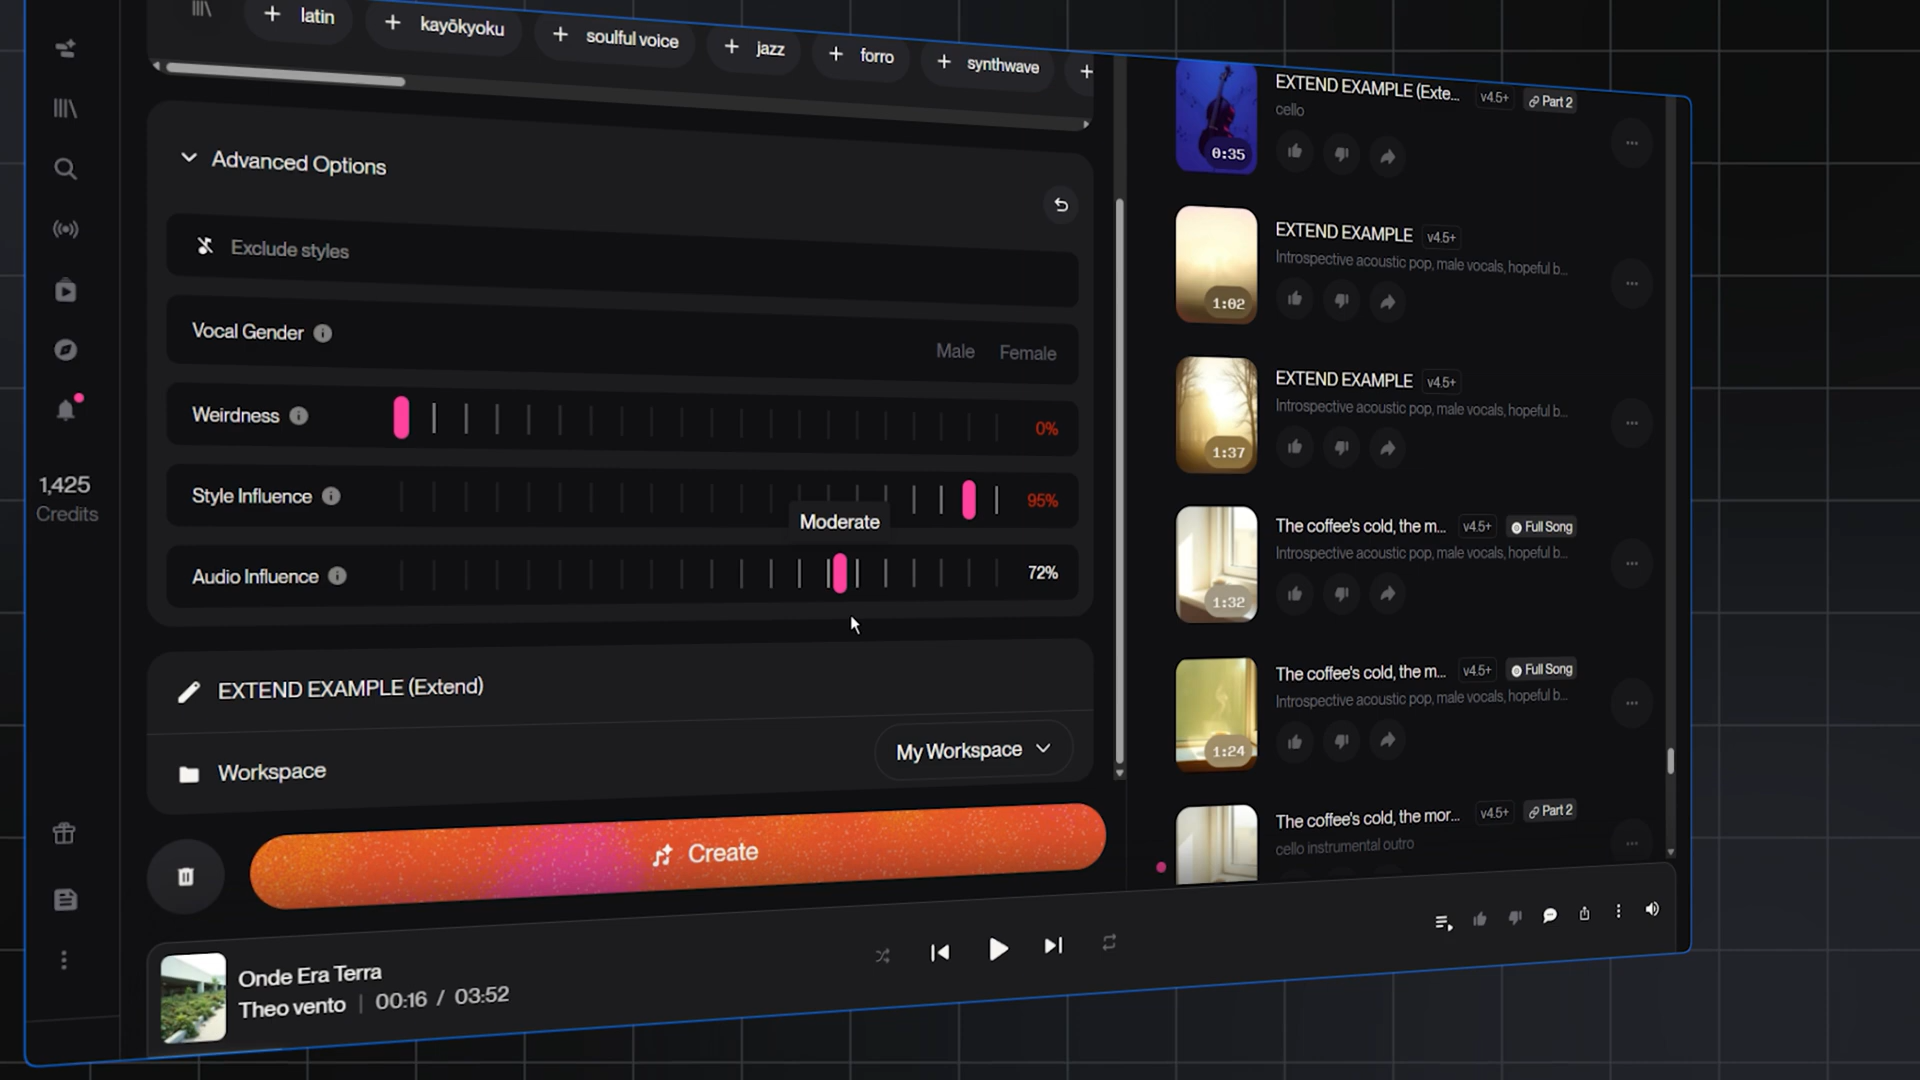 latin
kayōkyoku
soulful voice
jazz
forro
synthwave
Advanced Options
Exclude styles
Vocal Gender
Male Female
Weirdness
0%
Style Influence
95%
Moderate
Audio Influence
72%
EXTEND EXAMPLE (Extend)
Workspace
My Workspace
Create
1,425
Credits
EXTEND EXAMPLE (Exte... v4.5+ Part 2
cello
0:35
EXTEND EXAMPLE v4.5+
Introspective acoustic pop, male vocals, hopeful b...
1:02
EXTEND EXAMPLE v4.5+
Introspective acoustic pop, male vocals, hopeful b...
1:37
The coffee's cold, the m... v4.5+ Full Song
Introspective acoustic pop, male vocals, hopeful b...
1:32
The coffee's cold, the m... v4.5+ Full Song
Introspective acoustic pop, male vocals, hopeful b...
1:24
The coffee's cold, the mor... v4.5+ Part 2
cello instrumental outro
Onde Era Terra
Theo vento | 00:16 / 03:52